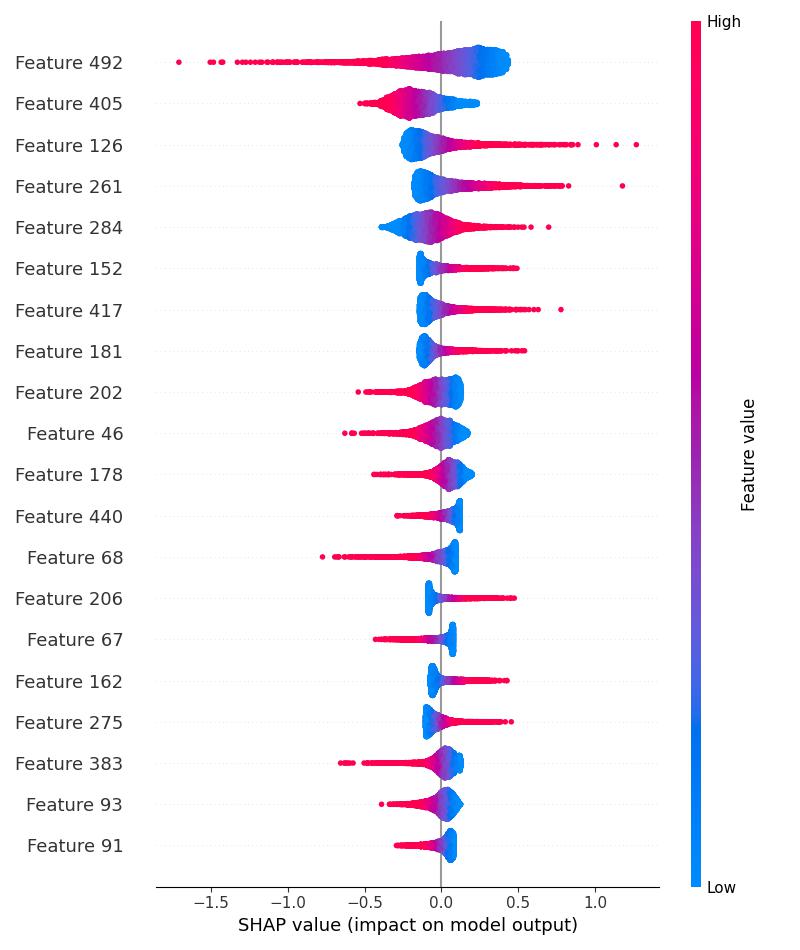 High
Feature 492
Feature 405
Feature 126
Feature 261
Feature 284
Feature 152
Feature 417
Feature 181
Feature 202
Feature 46
Feature 178
Feature 440
Feature 68
Feature 206
Feature 67
Feature 162
Feature 275
Feature 383
Feature 93
Feature 91
Feature value
Low
−1.5 −1.0 −0.5 0.0 0.5 1.0
SHAP value (impact on model output)